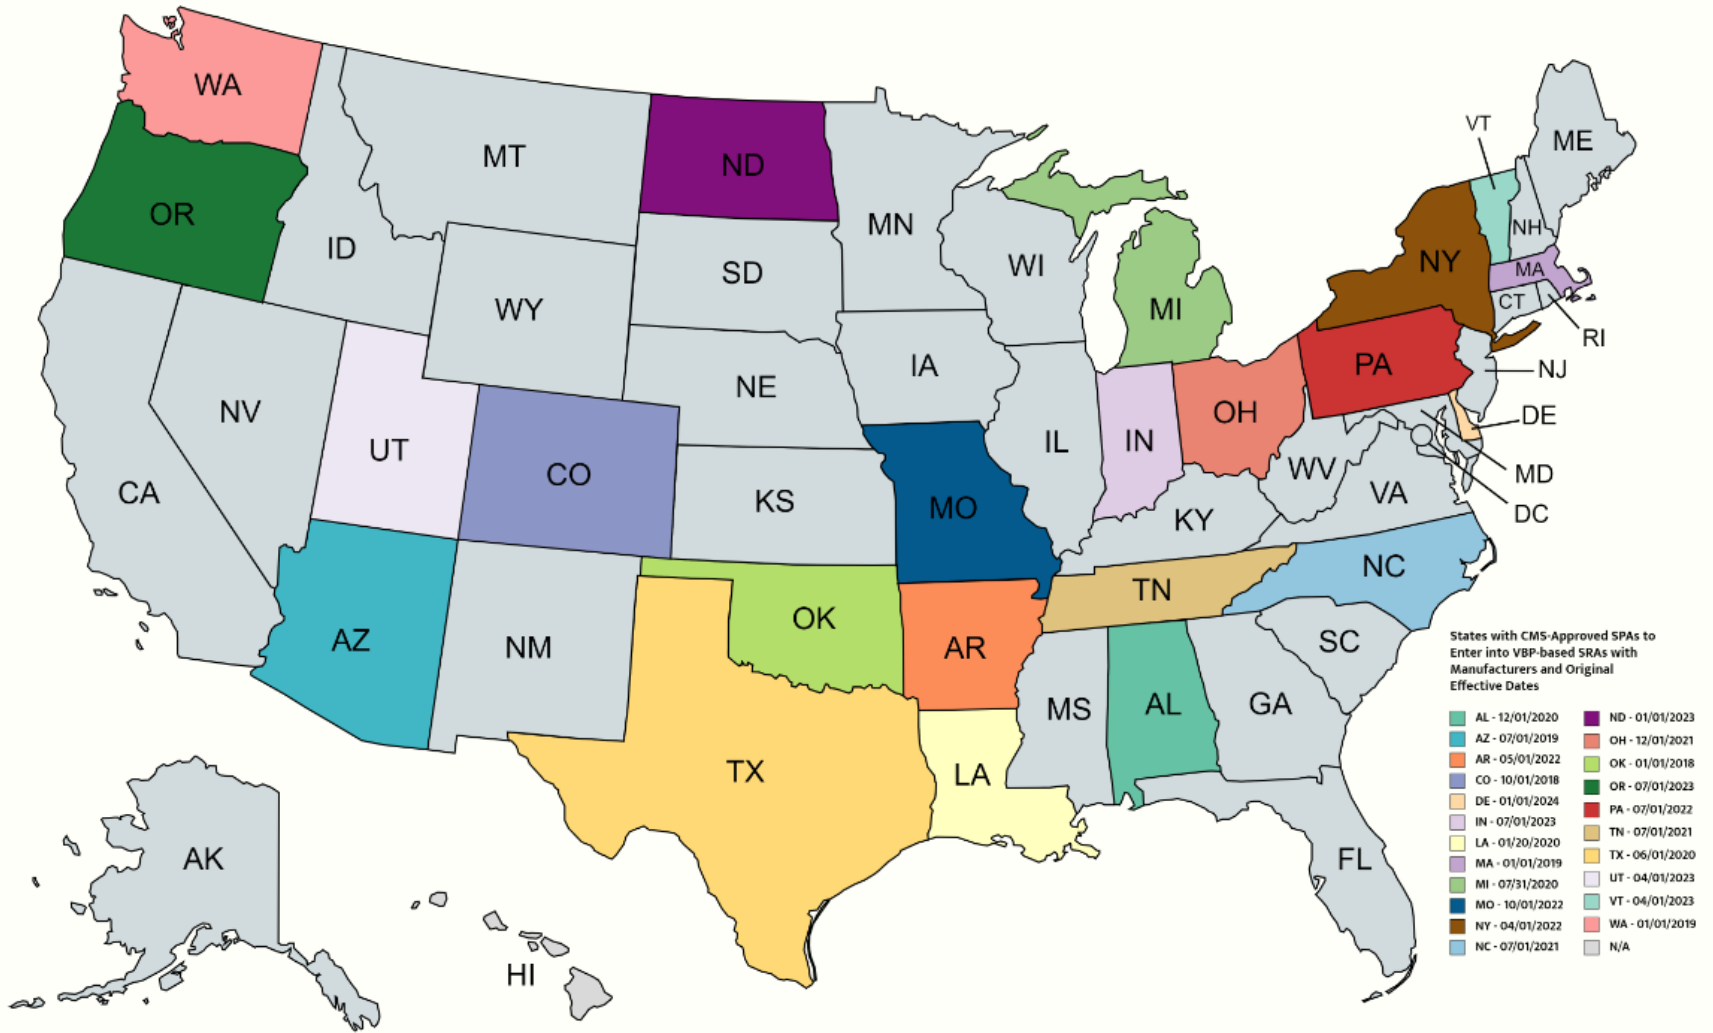 WA
MT
ND
OR
ID
MN
SD
WI
WY
MI
IA
NE
NV
UT
CO
CA
KS
MO
IL
IN
OH
PA
NY
VT
ME
NH
MA
CT
RI
NJ
DE
MD
DC
WV
VA
KY
NC
TN
AZ
NM
OK
AR
SC
MS
AL
GA
TX
LA
FL
AK
HI
States with CMS-Approved SPAs to
Enter into VBP-based SRAs with
Manufacturers and Original
Effective Dates
AL - 12/01/2020
AZ - 07/01/2019
AR - 05/01/2022
CO - 10/01/2018
DE - 01/01/2024
IN - 07/01/2023
LA - 01/20/2020
MA - 01/01/2019
MI - 07/31/2020
MO - 10/01/2022
NY - 04/01/2022
NC - 07/01/2021
ND - 01/01/2023
OH - 12/01/2021
OK - 01/01/2018
OR - 07/01/2023
PA - 07/01/2022
TN - 07/01/2021
TX - 06/01/2020
UT - 04/01/2023
VT - 04/01/2023
WA - 01/01/2019
N/A